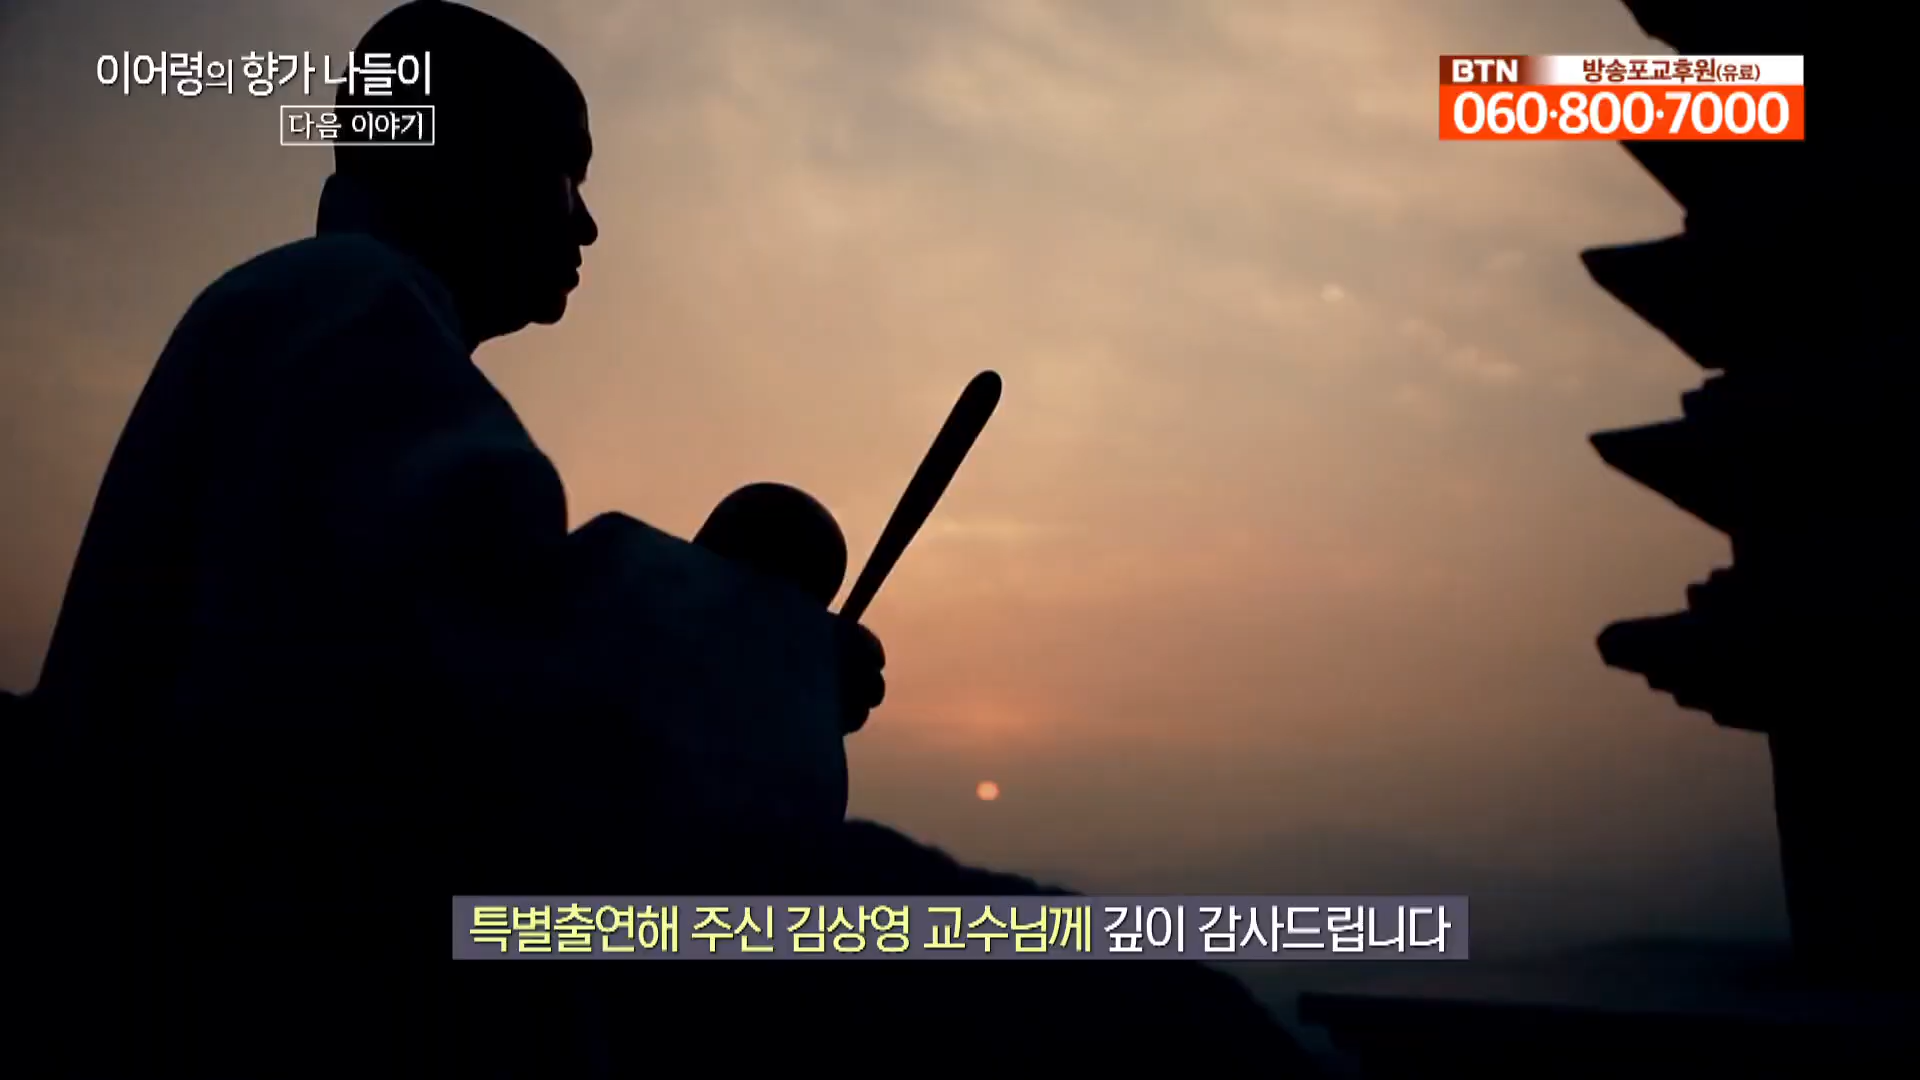 이어령의 향가 나들이
다음 이야기
BTN 방송포교후원(유료)
060·800·7000
특별출연해 주신 김상영 교수님께 깊이 감사드립니다